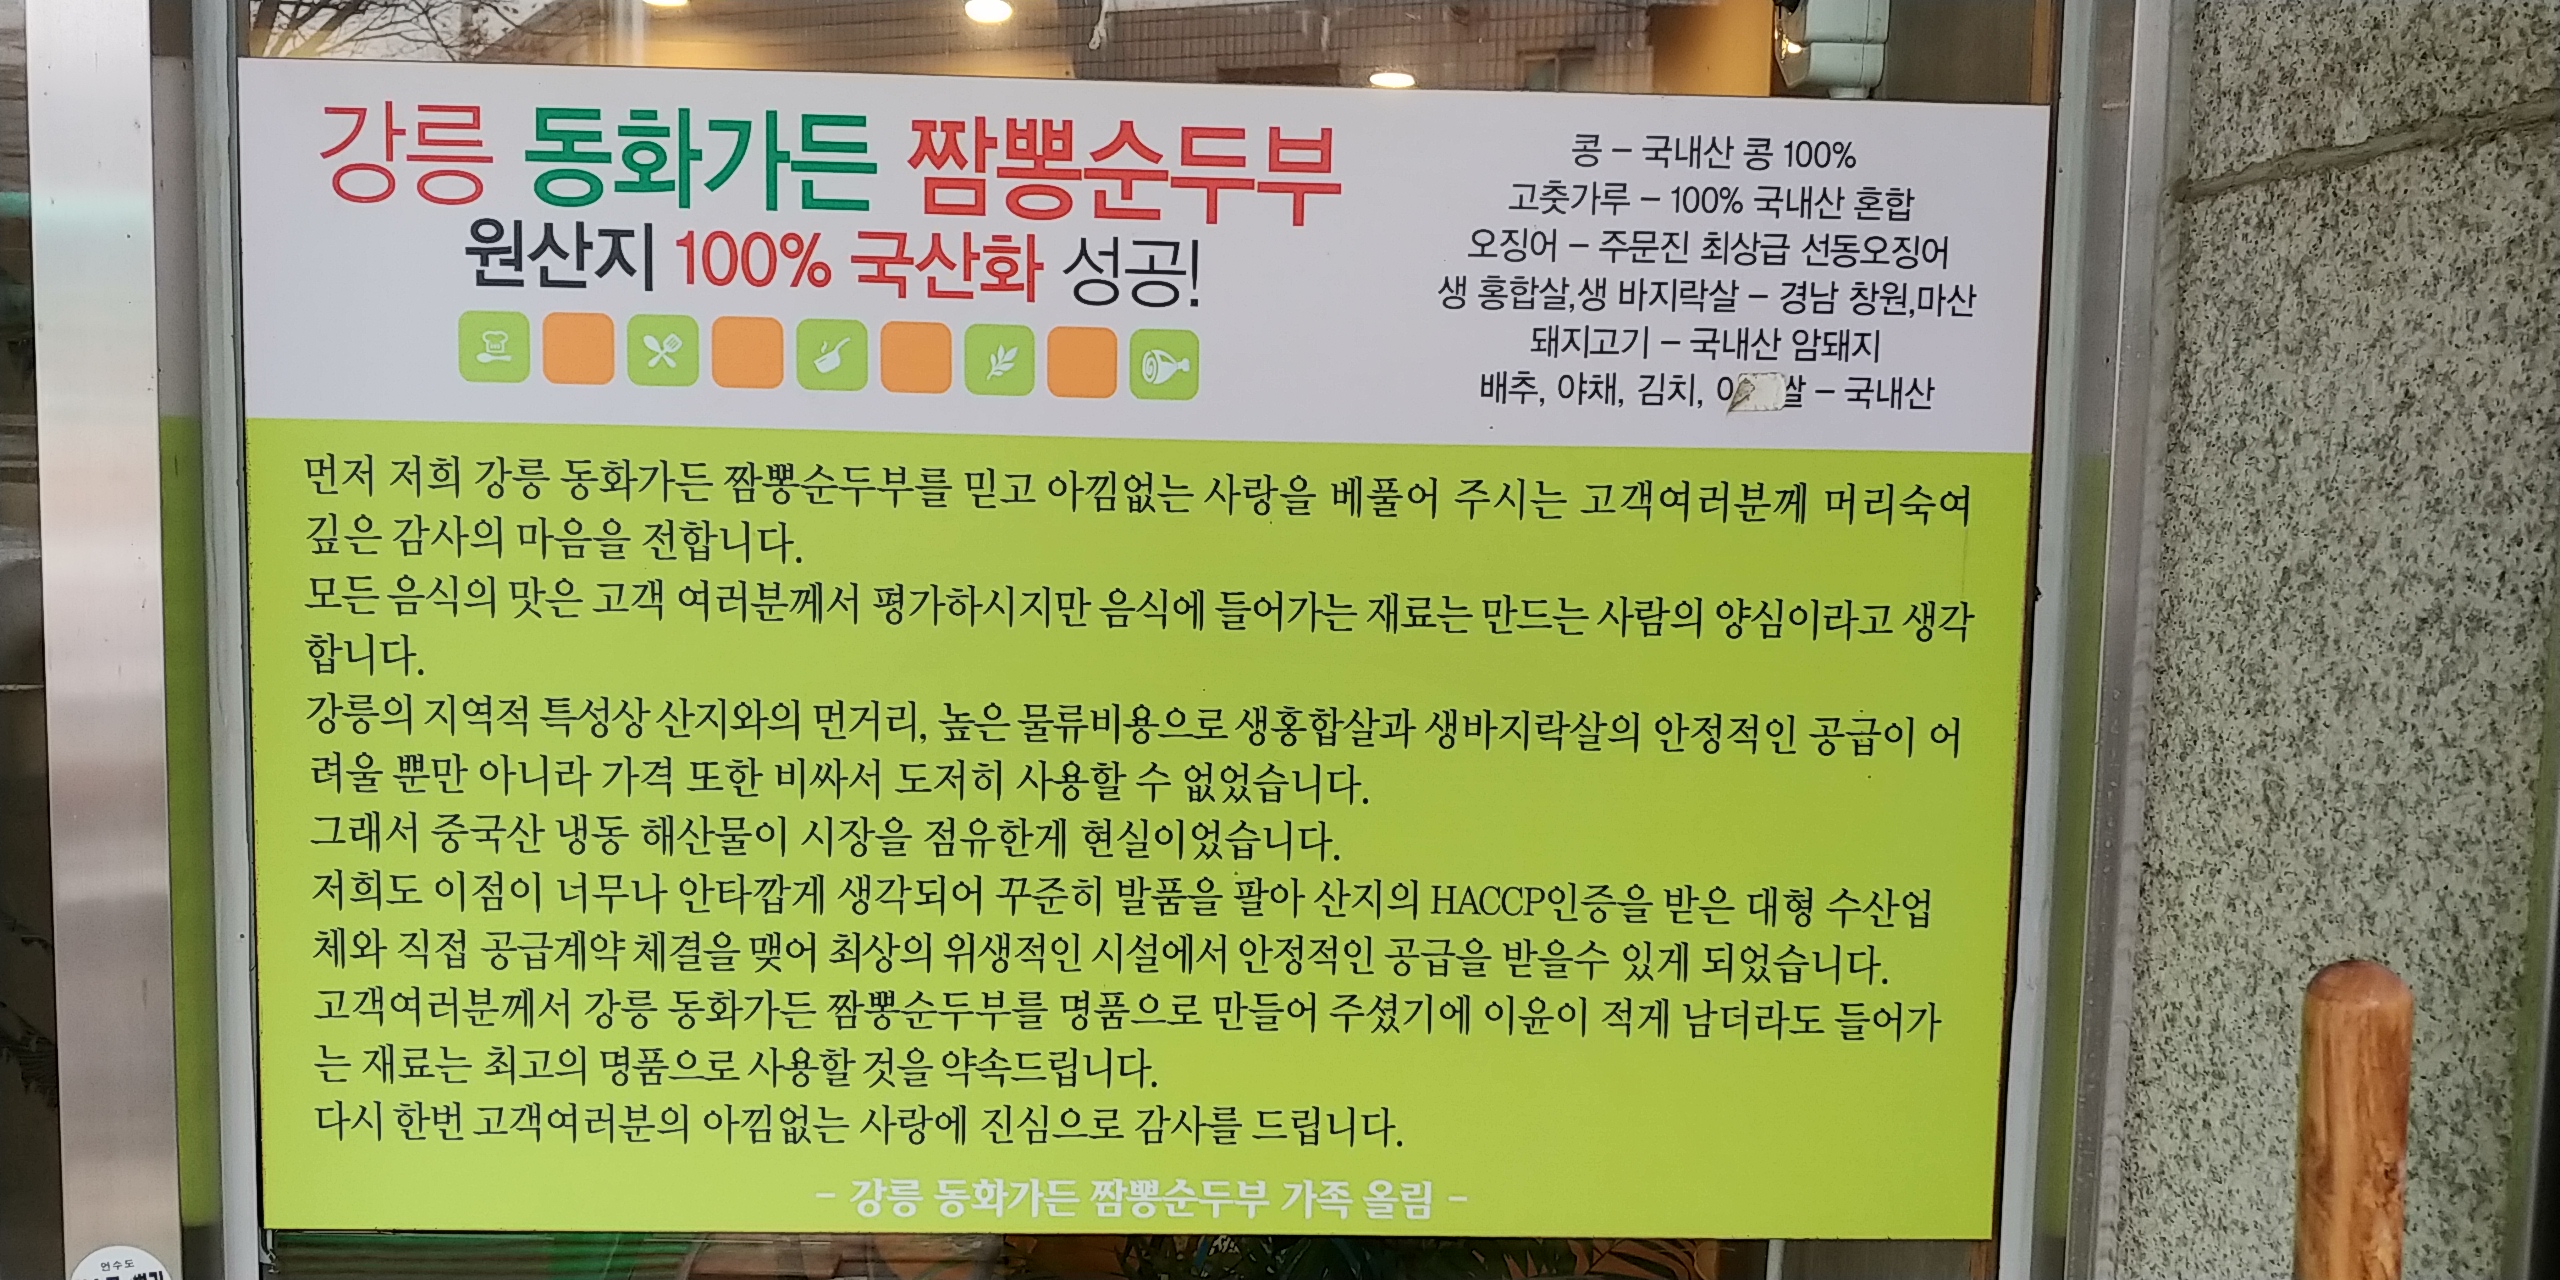 강릉 동화가든 짬뽕순두부
원산지 100% 국산화 성공!
콩 – 국내산 콩 100%
고춧가루 – 100% 국내산 혼합
오징어 – 주문진 최상급 선동오징어
생 홍합살,생 바지락살 – 경남 창원,마산
돼지고기 – 국내산 암돼지
배추, 야채, 김치, – 국내산
먼저 저희 강릉 동화가든 짬뽕순두부를 믿고 아낌없는 사랑을 베풀어 주시는 고객여러분께 머리숙여
깊은 감사의 마음을 전합니다.
모든 음식의 맛은 고객 여러분께서 평가하시지만 음식에 들어가는 재료는 만드는 사람의 양심이라고 생각
합니다.
강릉의 지역적 특성상 산지와의 먼거리, 높은 물류비용으로 생홍합살과 생바지락살의 안정적인 공급이 어
려울 뿐만 아니라 가격 또한 비싸서 도저히 사용할 수 없었습니다.
그래서 중국산 냉동 해산물이 시장을 점유한게 현실이었습니다.
저희도 이점이 너무나 안타깝게 생각되어 꾸준히 발품을 팔아 산지의 HACCP인증을 받은 대형 수산업
체와 직접 공급계약 체결을 맺어 최상의 위생적인 시설에서 안정적인 공급을 받을수 있게 되었습니다.
고객여러분께서 강릉 동화가든 짬뽕순두부를 명품으로 만들어 주셨기에 이윤이 적게 남더라도 들어가
는 재료는 최고의 명품으로 사용할 것을 약속드립니다.
다시 한번 고객여러분의 아낌없는 사랑에 진심으로 감사를 드립니다.
– 강릉 동화가든 짬뽕순두부 가족 올림 –
언수도